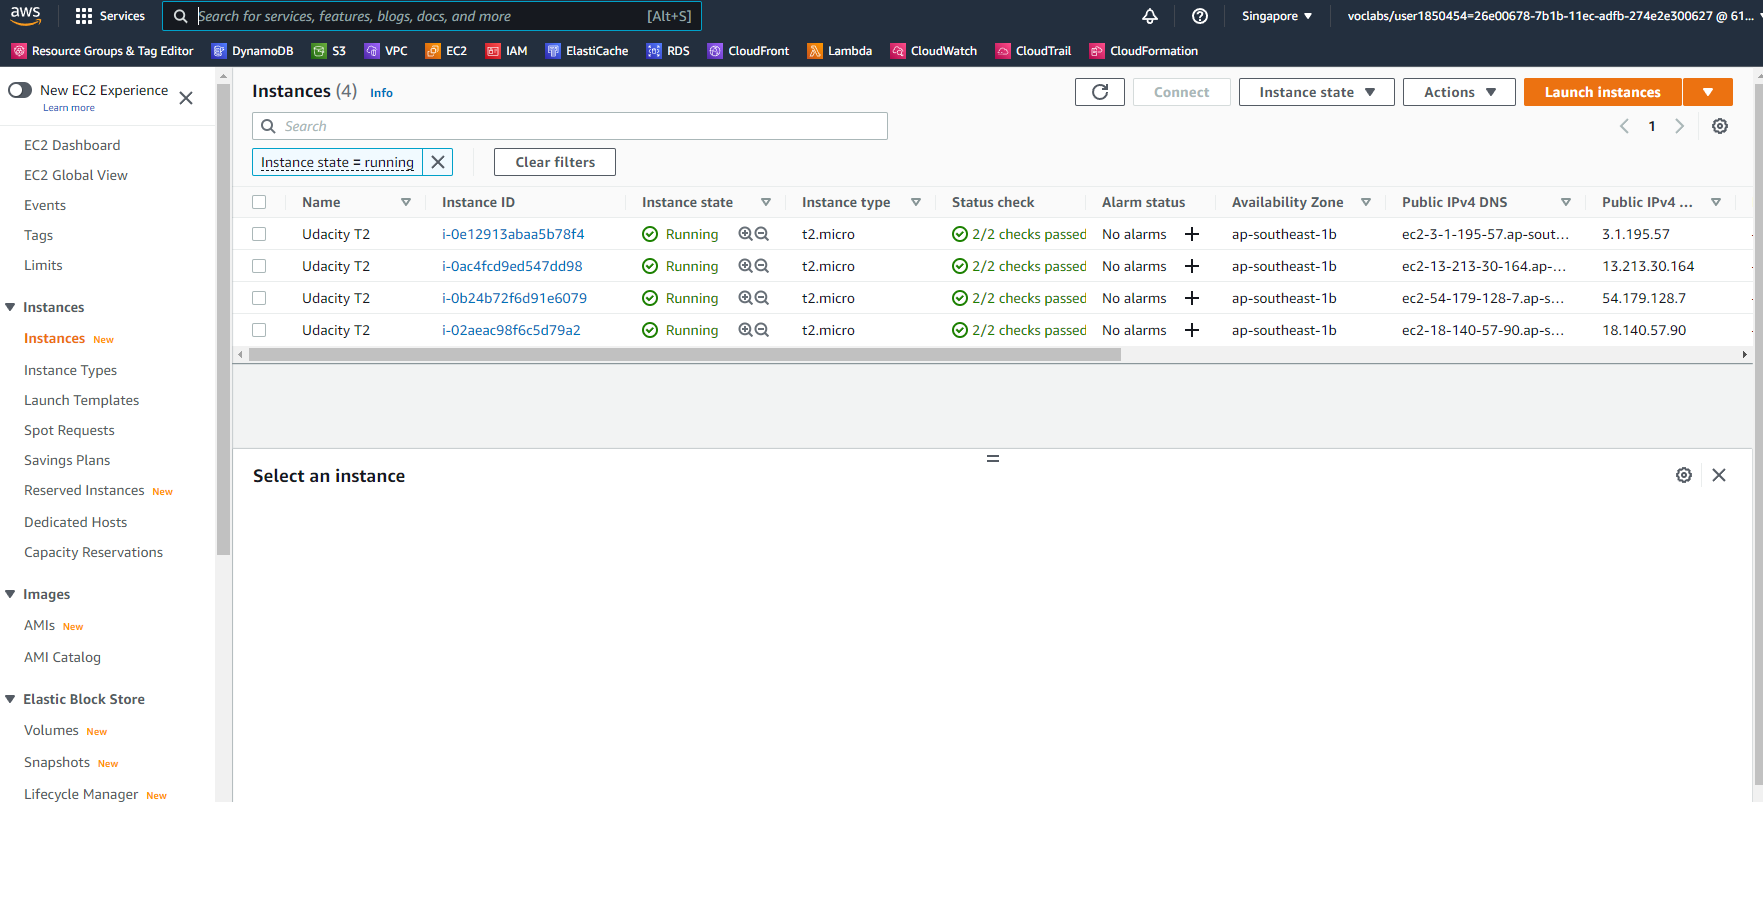 aws Services Search for services, features, blogs, docs, and more [Alt+S] Singapore voclabs/user1850454=26e00678-7b1b-11ec-adfb-274e2e300627 @ 61...
Resource Groups & Tag Editor DynamoDB S3 VPC EC2 IAM ElastiCache RDS CloudFront Lambda CloudWatch CloudTrail CloudFormation
New EC2 Experience
Learn more
EC2 Dashboard
EC2 Global View
Events
Tags
Limits
Instances
Instances New
Instance Types
Launch Templates
Spot Requests
Savings Plans
Reserved Instances New
Dedicated Hosts
Capacity Reservations
Images
AMIs New
AMI Catalog
Elastic Block Store
Volumes New
Snapshots New
Lifecycle Manager New
Instances (4) Info Connect Instance state Actions Launch instances
Search 1
Instance state = running Clear filters
Name Instance ID Instance state Instance type Status check Alarm status Availability Zone Public IPv4 DNS Public IPv4 ...
Udacity T2 i-0e12913abaa5b78f4 Running t2.micro 2/2 checks passed No alarms ap-southeast-1b ec2-3-1-195-57.ap-sout... 3.1.195.57
Udacity T2 i-0ac4fcd9ed547dd98 Running t2.micro 2/2 checks passed No alarms ap-southeast-1b ec2-13-213-30-164.ap-... 13.213.30.164
Udacity T2 i-0b24b72f6d91e6079 Running t2.micro 2/2 checks passed No alarms ap-southeast-1b ec2-54-179-128-7.ap-s... 54.179.128.7
Udacity T2 i-02aeac98f6c5d79a2 Running t2.micro 2/2 checks passed No alarms ap-southeast-1b ec2-18-140-57-90.ap-s... 18.140.57.90
Select an instance